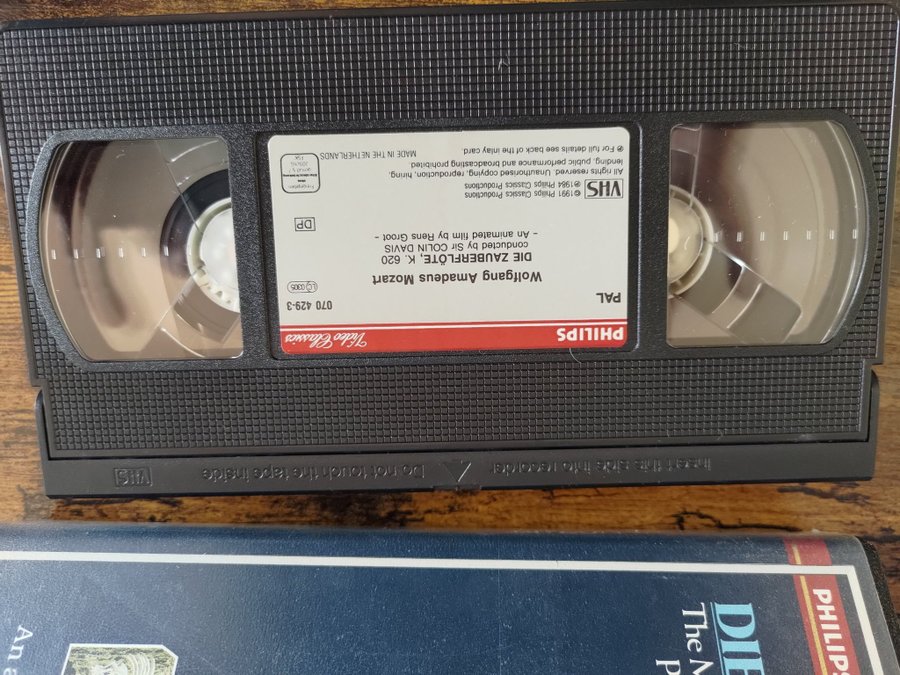 PHILIPS Video Classics
PAL 070 429-3
Wolfgang Amadeus Mozart LC 0305
DIE ZAUBERFLÖTE, K. 620
conducted by Sir COLIN DAVIS
- An animated film by Rens Groot - DP
VHS
©1991 Philips Classics Productions
℗1984 Philips Classics Productions
All rights reserved. Unauthorised copying, reproduction, hiring,
lending, public performance and broadcasting prohibited.
℗ For full details see back of the inlay card.
MADE IN THE NETHERLANDS
Insert this side into recorder
Do not touch the tape inside
VHS
PHILIPS
DIE
The M
P
An a